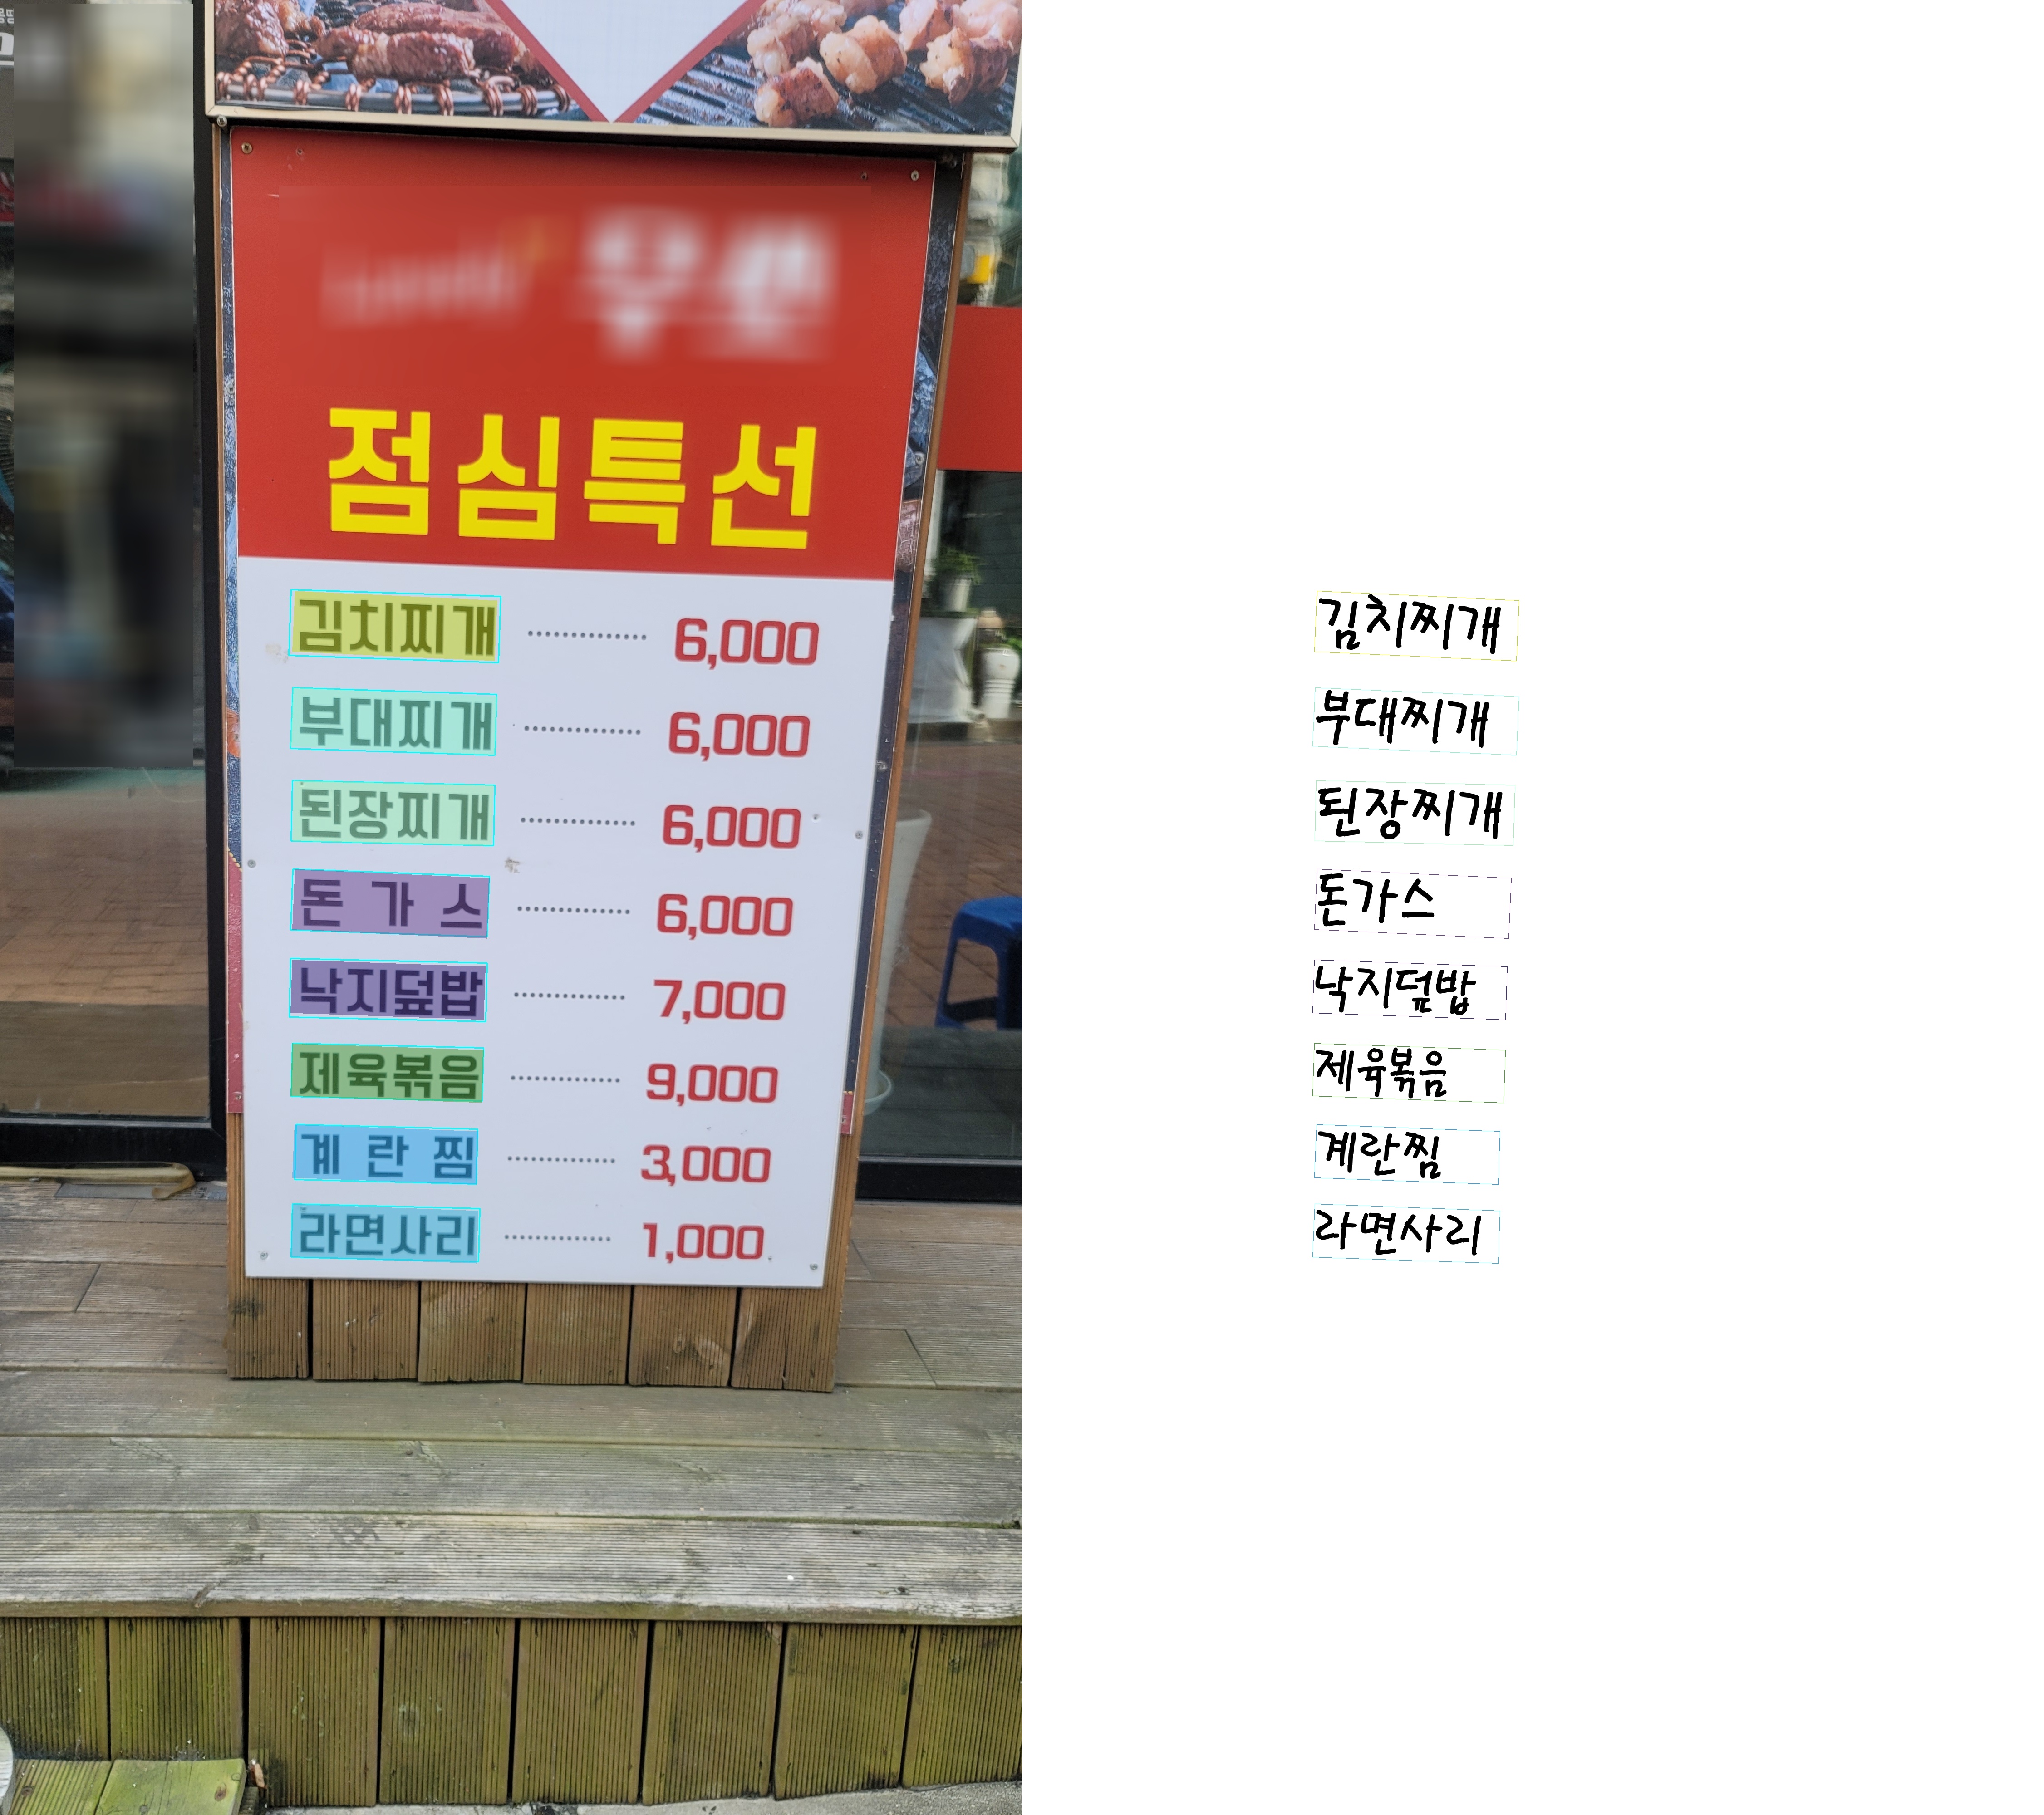 점심특선
김치찌개 ·············· 6,000 김치찌개
부대찌개 ·············· 6,000 부대찌개
된장찌개 ·············· 6,000 된장찌개
돈 가 스 ·············· 6,000 돈가스
낙지덮밥 ·············· 7,000 낙지덮밥
제육볶음 ·············· 9,000 제육볶음
계 란 찜 ·············· 3,000 계란찜
라면사리 ·············· 1,000 라면사리